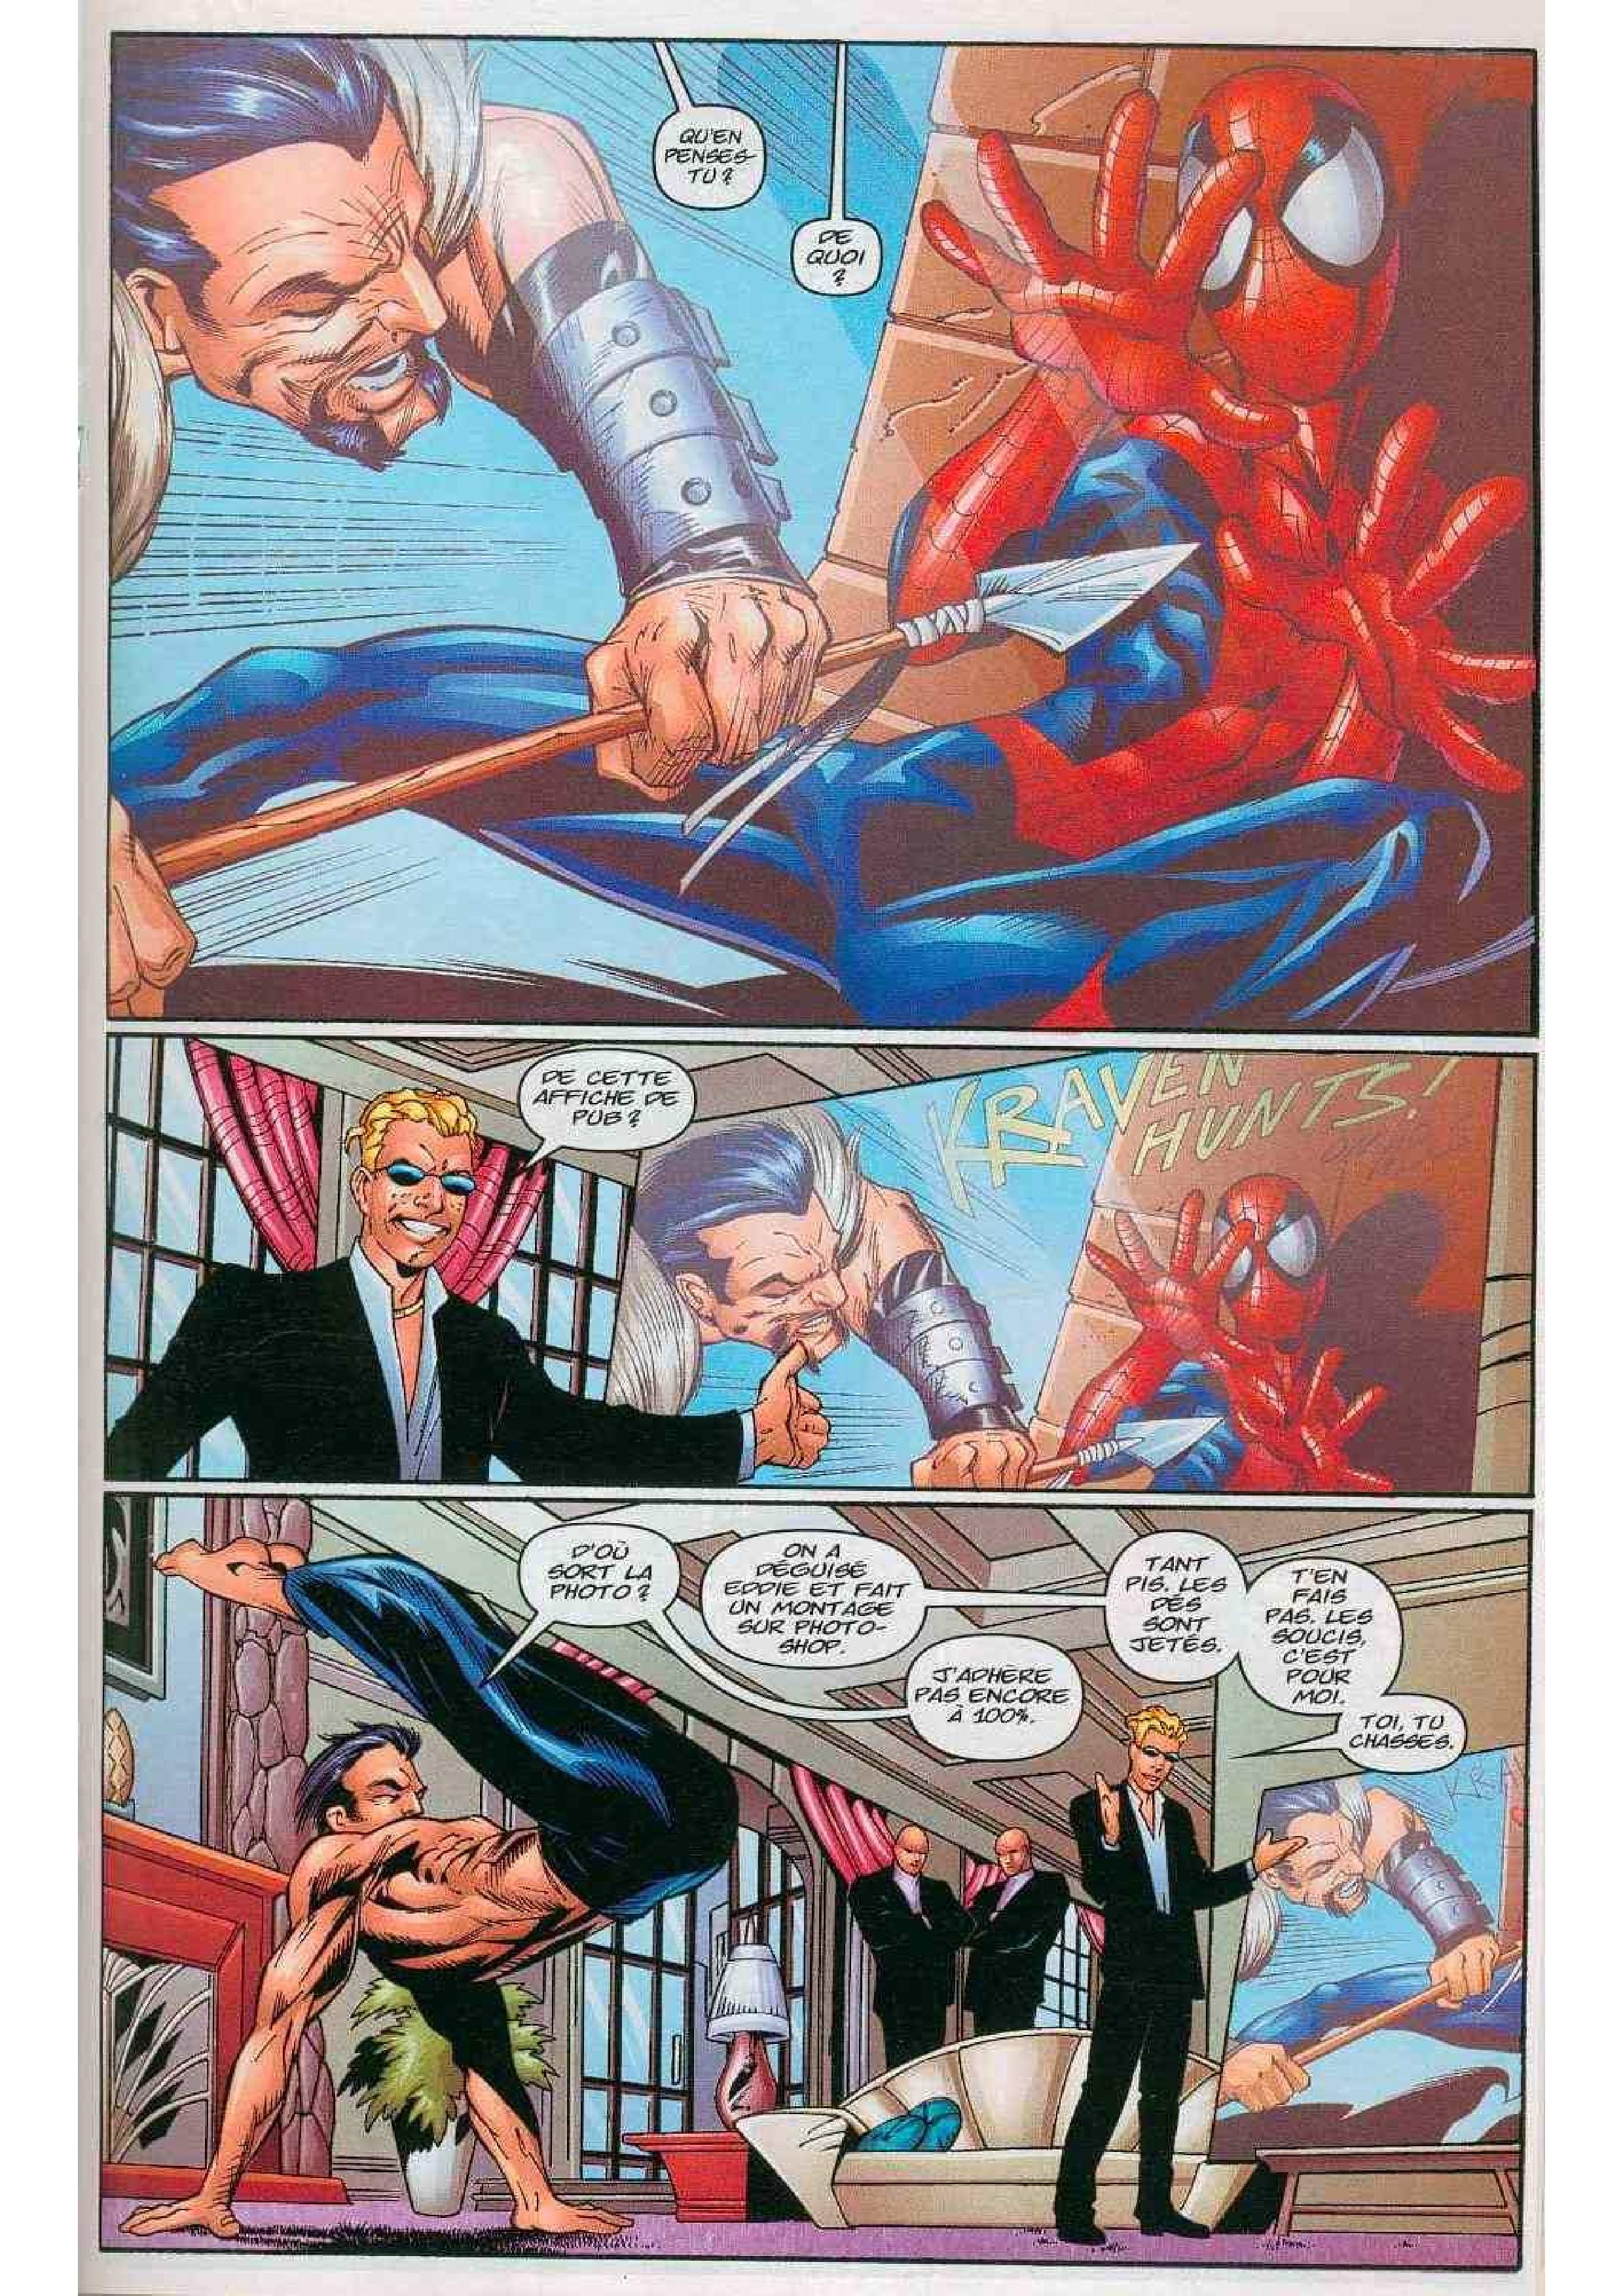 QU'EN
PENSES-
TU ?
DE
QUOI
?
DE CETTE
AFFICHE DE
PUB ?
KRAVEN
HUNTS!
D'OÙ
SORT LA
PHOTO ?
ON A
DÉGUISÉ
EDDIE ET FAIT
UN MONTAGE
SUR PHOTO-
SHOP.
J'ADHÈRE
PAS ENCORE
À 100%.
TANT
PIS. LES
DÉS
SONT
JETÉS.
T'EN
FAIS
PAS. LES
SOUCIS,
C'EST
POUR
MOI.
TOI, TU
CHASSES.
KRA